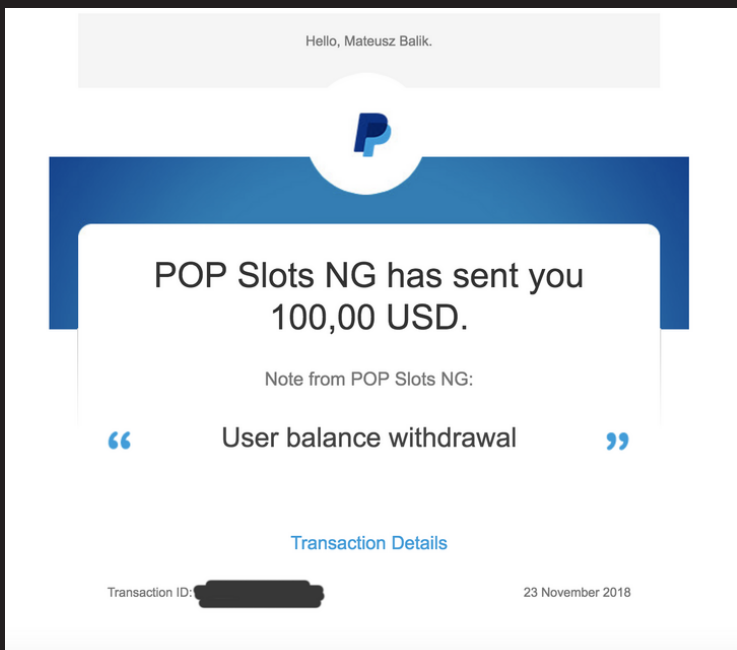 Hello, Mateusz Balik.
POP Slots NG has sent you
100,00 USD.
Note from POP Slots NG:
“ User balance withdrawal ”
Transaction Details
Transaction ID:
23 November 2018